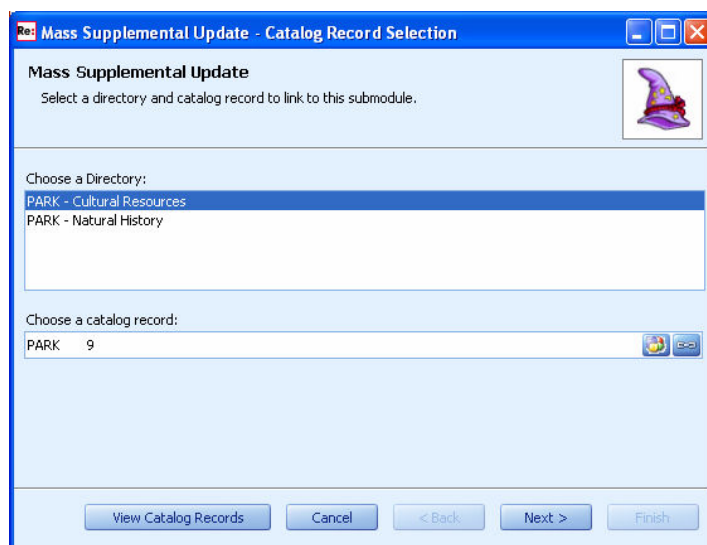 Re: Mass Supplemental Update - Catalog Record Selection
Mass Supplemental Update
Select a directory and catalog record to link to this submodule.
Choose a Directory:
PARK - Cultural Resources
PARK - Natural History
Choose a catalog record:
PARK 9
View Catalog Records Cancel < Back Next > Finish